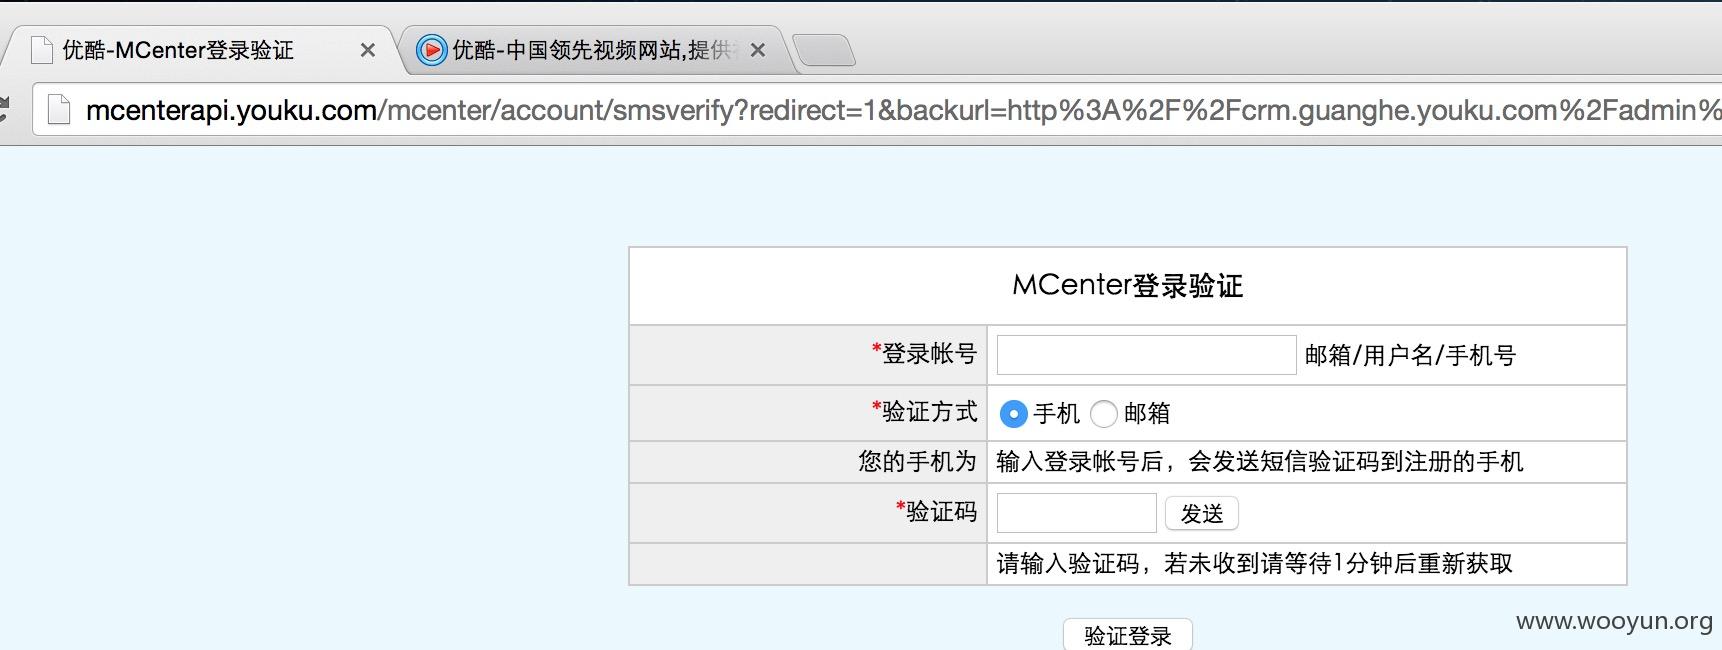 优酷-MCenter登录验证
优酷-中国领先视频网站,提供
mcenterapi.youku.com/mcenter/account/smsverify?redirect=1&backurl=http%3A%2F%2Fcrm.guanghe.youku.com%2Fadmin%
MCenter登录验证
*登录帐号 邮箱/用户名/手机号
*验证方式 手机 邮箱
您的手机为 输入登录帐号后，会发送短信验证码到注册的手机
*验证码 发送
请输入验证码，若未收到请等待1分钟后重新获取
验证登录
www.wooyun.org